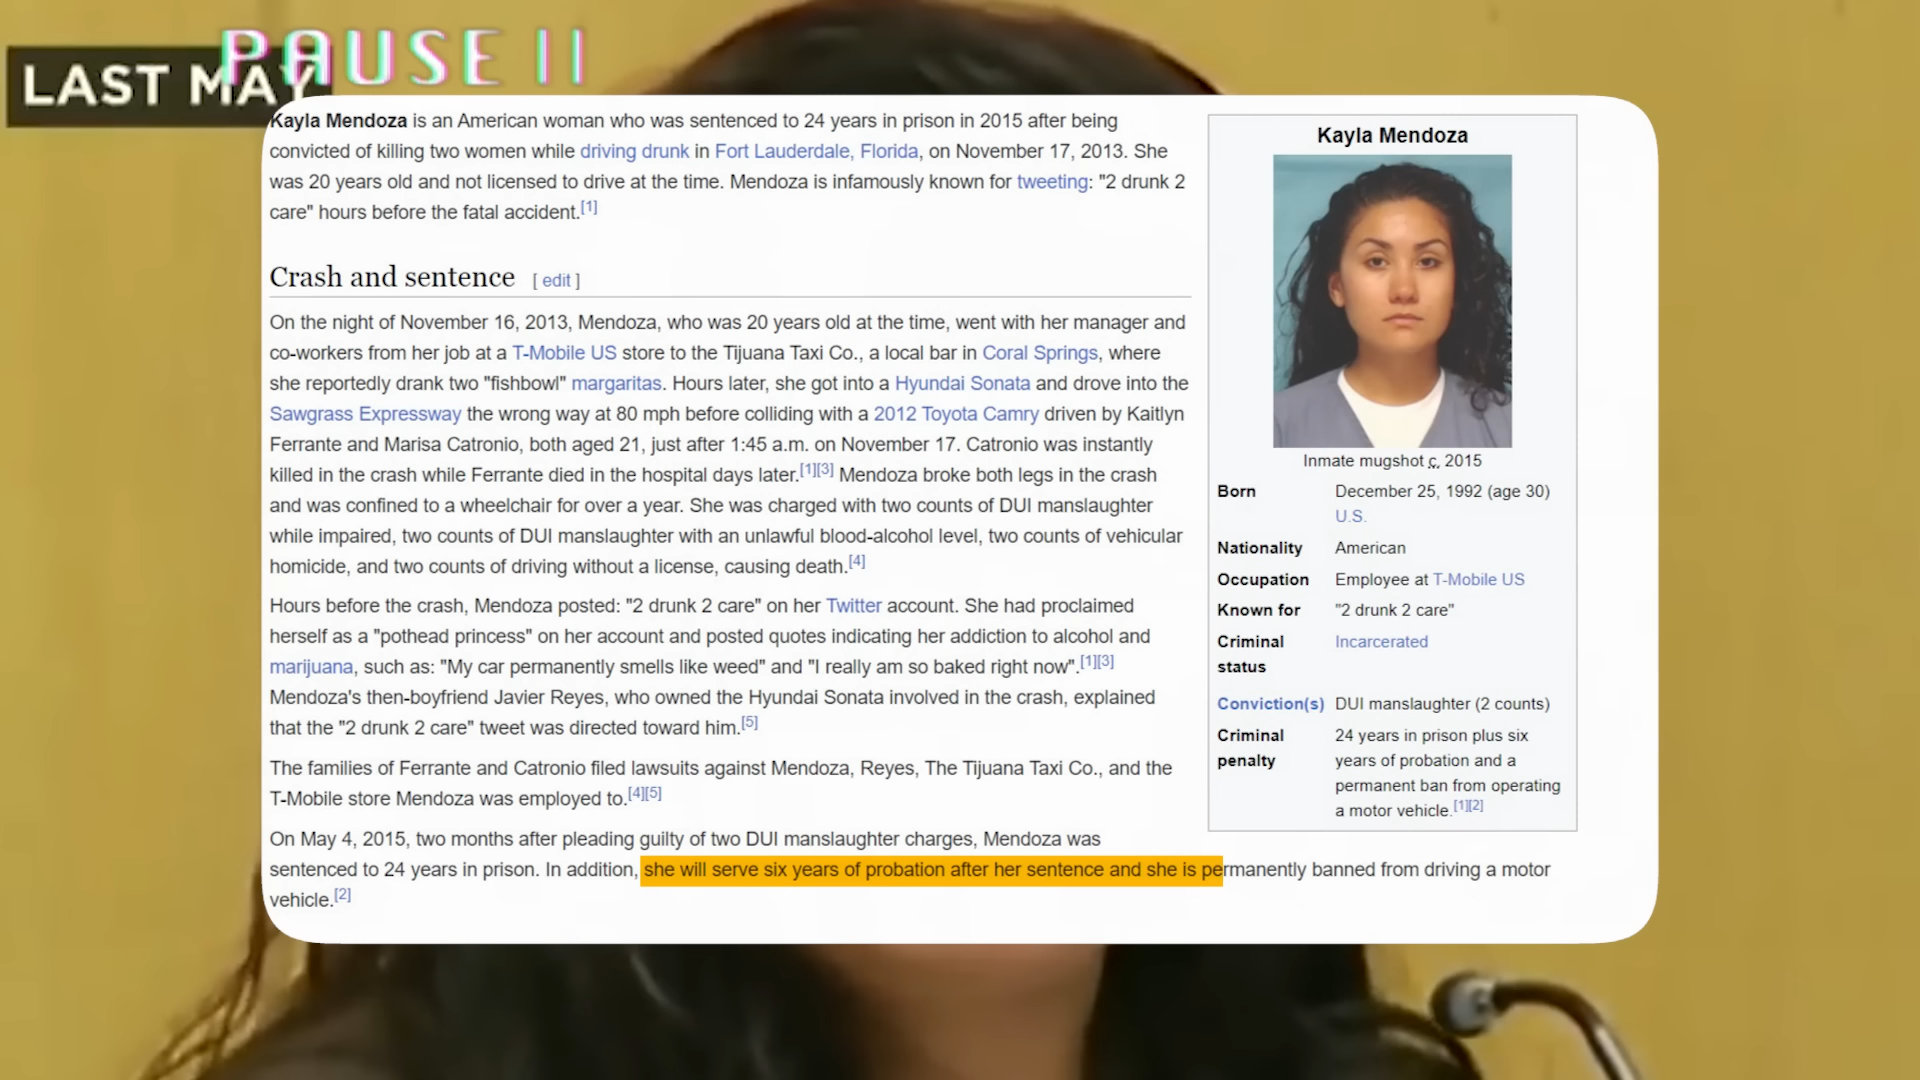 PAUSE II
LAST MAY
Kayla Mendoza is an American woman who was sentenced to 24 years in prison in 2015 after being
convicted of killing two women while driving drunk in Fort Lauderdale, Florida, on November 17, 2013. She
was 20 years old and not licensed to drive at the time. Mendoza is infamously known for tweeting: "2 drunk 2
care" hours before the fatal accident.[1]
Crash and sentence [ edit ]
On the night of November 16, 2013, Mendoza, who was 20 years old at the time, went with her manager and
co-workers from her job at a T-Mobile US store to the Tijuana Taxi Co., a local bar in Coral Springs, where
she reportedly drank two "fishbowl" margaritas. Hours later, she got into a Hyundai Sonata and drove into the
Sawgrass Expressway the wrong way at 80 mph before colliding with a 2012 Toyota Camry driven by Kaitlyn
Ferrante and Marisa Catronio, both aged 21, just after 1:45 a.m. on November 17. Catronio was instantly
killed in the crash while Ferrante died in the hospital days later.[1][3] Mendoza broke both legs in the crash
and was confined to a wheelchair for over a year. She was charged with two counts of DUI manslaughter
while impaired, two counts of DUI manslaughter with an unlawful blood-alcohol level, two counts of vehicular
homicide, and two counts of driving without a license, causing death.[4]
Hours before the crash, Mendoza posted: "2 drunk 2 care" on her Twitter account. She had proclaimed
herself as a "pothead princess" on her account and posted quotes indicating her addiction to alcohol and
marijuana, such as: "My car permanently smells like weed" and "I really am so baked right now".[1][3]
Mendoza's then-boyfriend Javier Reyes, who owned the Hyundai Sonata involved in the crash, explained
that the "2 drunk 2 care" tweet was directed toward him.[5]
The families of Ferrante and Catronio filed lawsuits against Mendoza, Reyes, The Tijuana Taxi Co., and the
T-Mobile store Mendoza was employed to.[4][5]
On May 4, 2015, two months after pleading guilty of two DUI manslaughter charges, Mendoza was
sentenced to 24 years in prison. In addition, she will serve six years of probation after her sentence and she is permanently banned from driving a motor
vehicle.[2]
Kayla Mendoza
Inmate mugshot c. 2015
Born December 25, 1992 (age 30)
U.S.
Nationality American
Occupation Employee at T-Mobile US
Known for "2 drunk 2 care"
Criminal Incarcerated
status
Conviction(s) DUI manslaughter (2 counts)
Criminal 24 years in prison plus six
penalty years of probation and a
permanent ban from operating
a motor vehicle.[1][2]